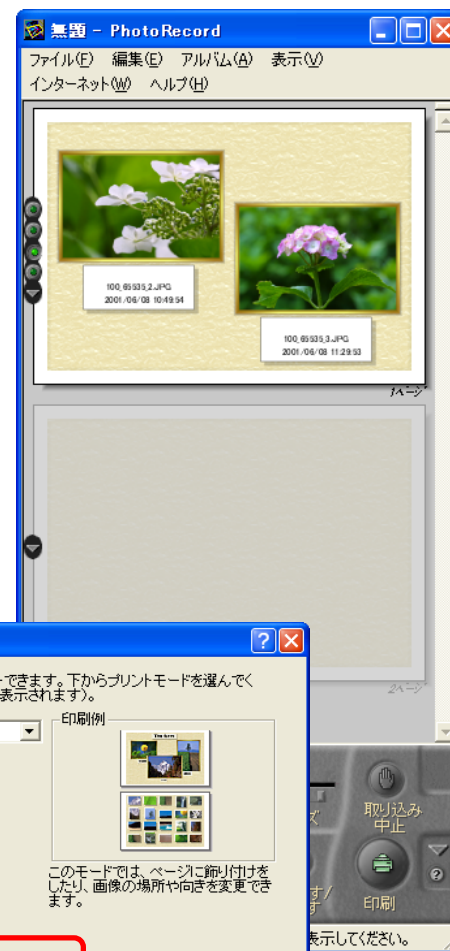 無題 - PhotoRecord
ファイル(F) 編集(E) アルバム(A) 表示(V)
インターネット(W) ヘルプ(H)
100_65535_2.JPG
2001/06/08 10:49:54
100_65535_3.JPG
2001/06/08 11:29:53
1ページ
2ページ
できます。下からプリントモードを選んでく
表示されます)。
印刷例
このモードでは、ページに飾り付けを
したり、画像の場所や向きを変更でき
ます。
ズ
取り込み
中止
す/
す
印刷
表示してください。